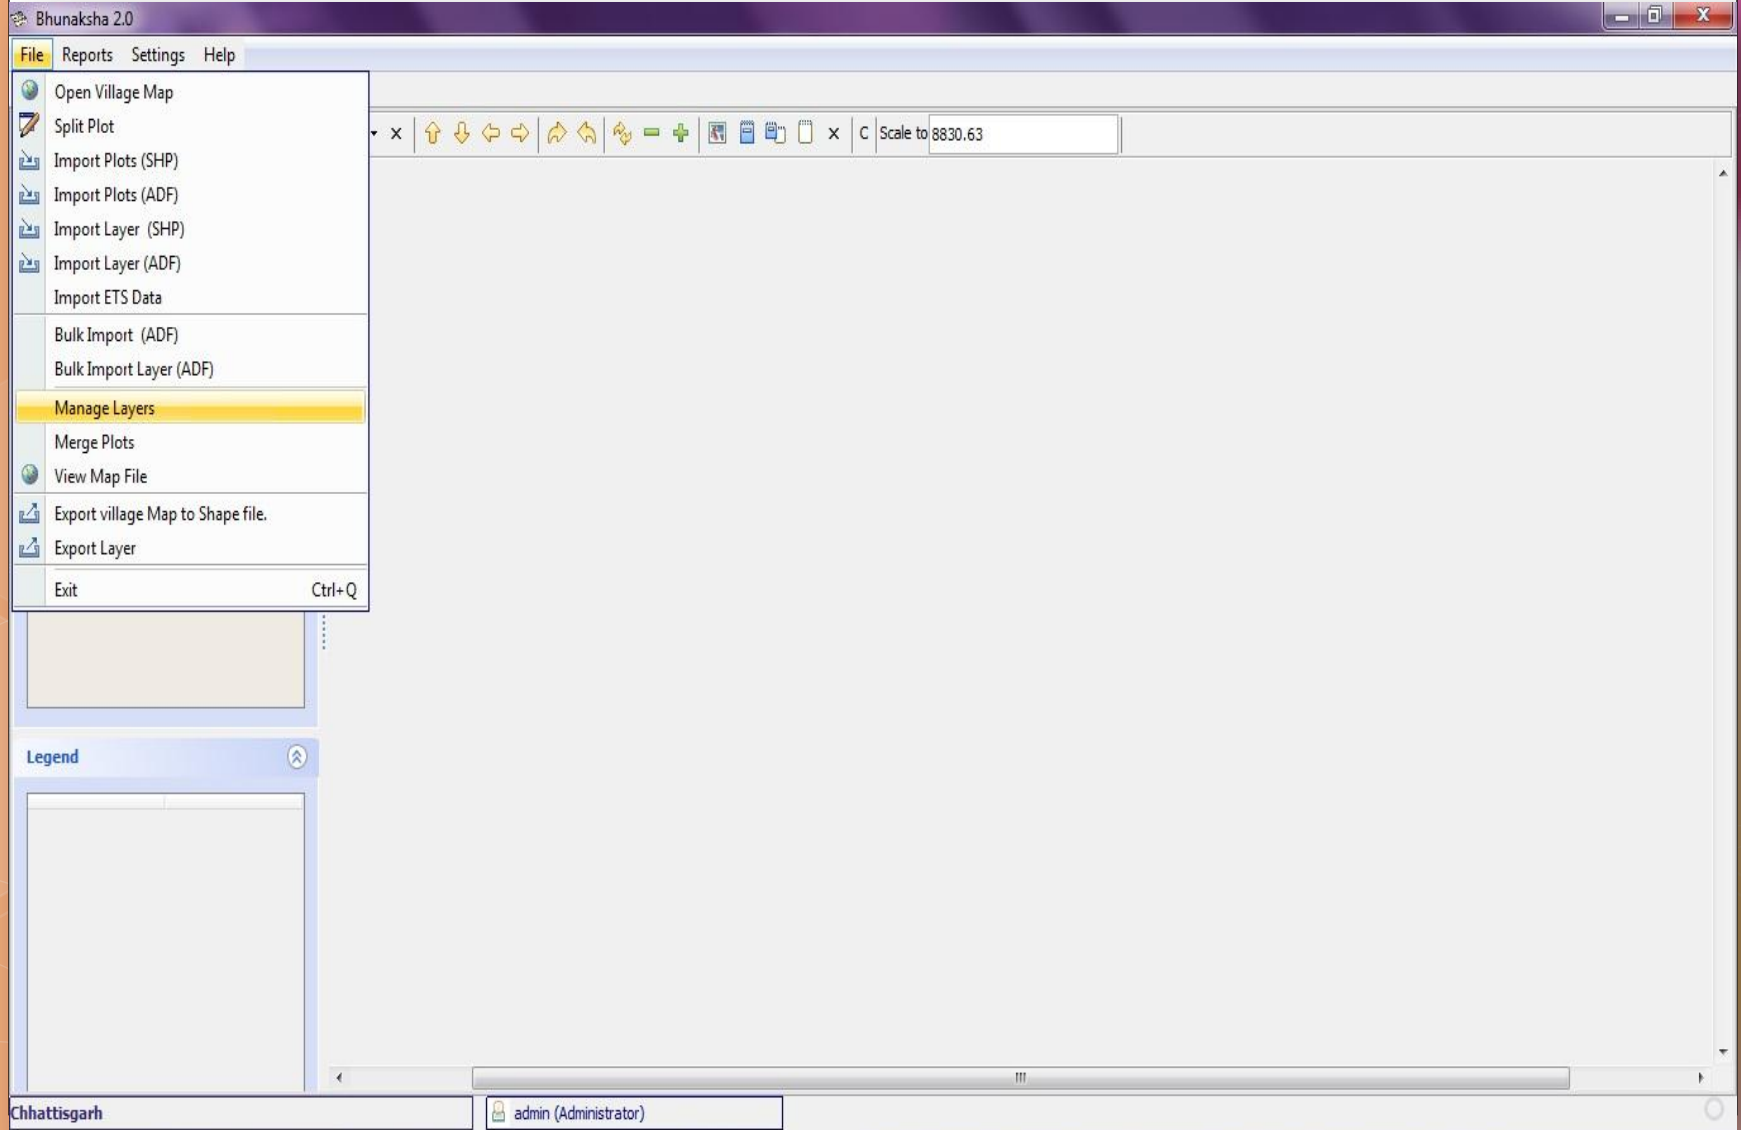 Bhunaksha 2.0
File Reports Settings Help
Open Village Map
Split Plot
Import Plots (SHP)
Import Plots (ADF)
Import Layer (SHP)
Import Layer (ADF)
Import ETS Data
Bulk Import (ADF)
Bulk Import Layer (ADF)
Manage Layers
Merge Plots
View Map File
Export village Map to Shape file.
Export Layer
Exit Ctrl+Q
C Scale to 8830.63
Legend
Chhattisgarh admin (Administrator)